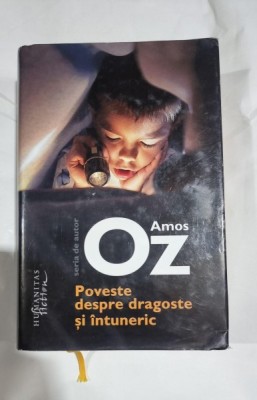 Amos
Oz
seria de autor
Poveste
despre dragoste
și întuneric
HUMANITAS
fiction